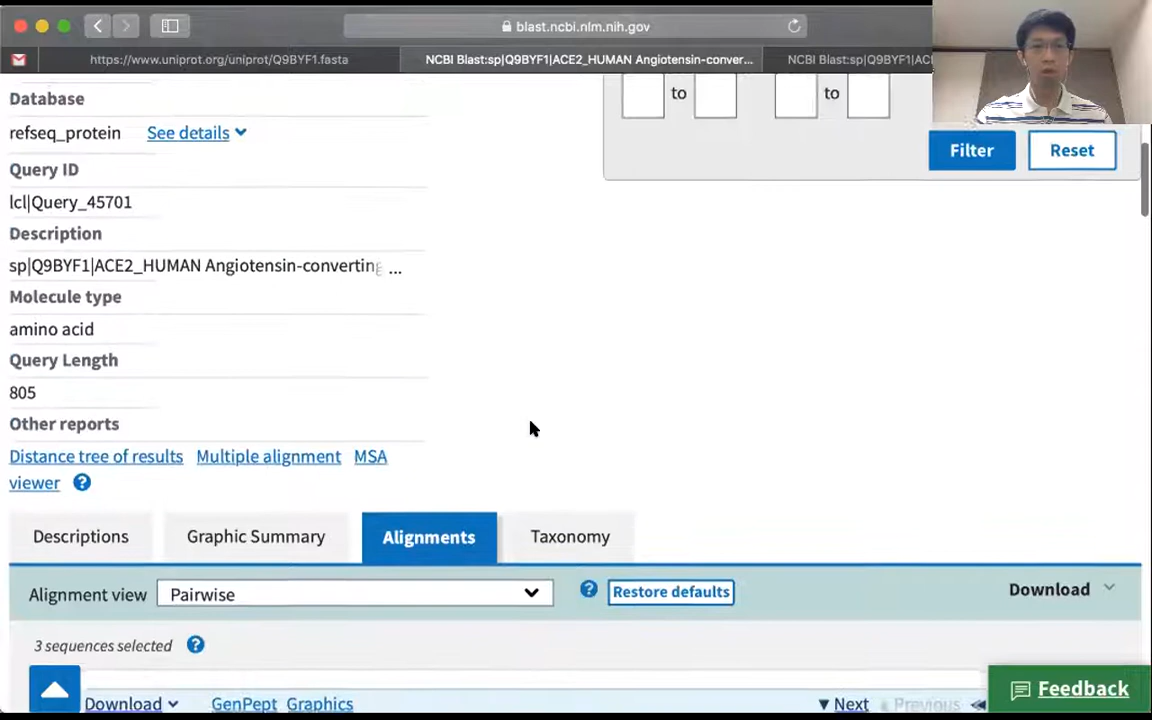 blast.ncbi.nlm.nih.gov
https://www.uniprot.org/uniprot/Q9BYF1.fasta
NCBI Blast:sp|Q9BYF1|ACE2_HUMAN Angiotensin-conver...
NCBI Blast:sp|Q9BYF1|AC
Database
to
to
refseq_protein
See details
Filter
Reset
Query ID
lcl|Query_45701
Description
sp|Q9BYF1|ACE2_HUMAN Angiotensin-converting ...
Molecule type
amino acid
Query Length
805
Other reports
Distance tree of results Multiple alignment MSA
viewer ?
Descriptions
Graphic Summary
Alignments
Taxonomy
Alignment view
Pairwise
?
Restore defaults
Download
3 sequences selected ?
Download
GenPept
Graphics
Next
Previous
Feedback